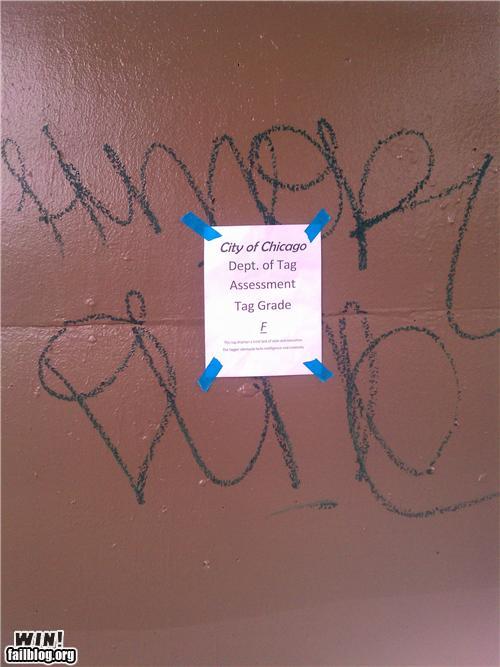 City of Chicago
Dept. of Tag
Assessment
Tag Grade
F
This tag displays a total lack of style and execution.
The tagger obviously lacks intelligence and creativity.
WIN!
failblog.org